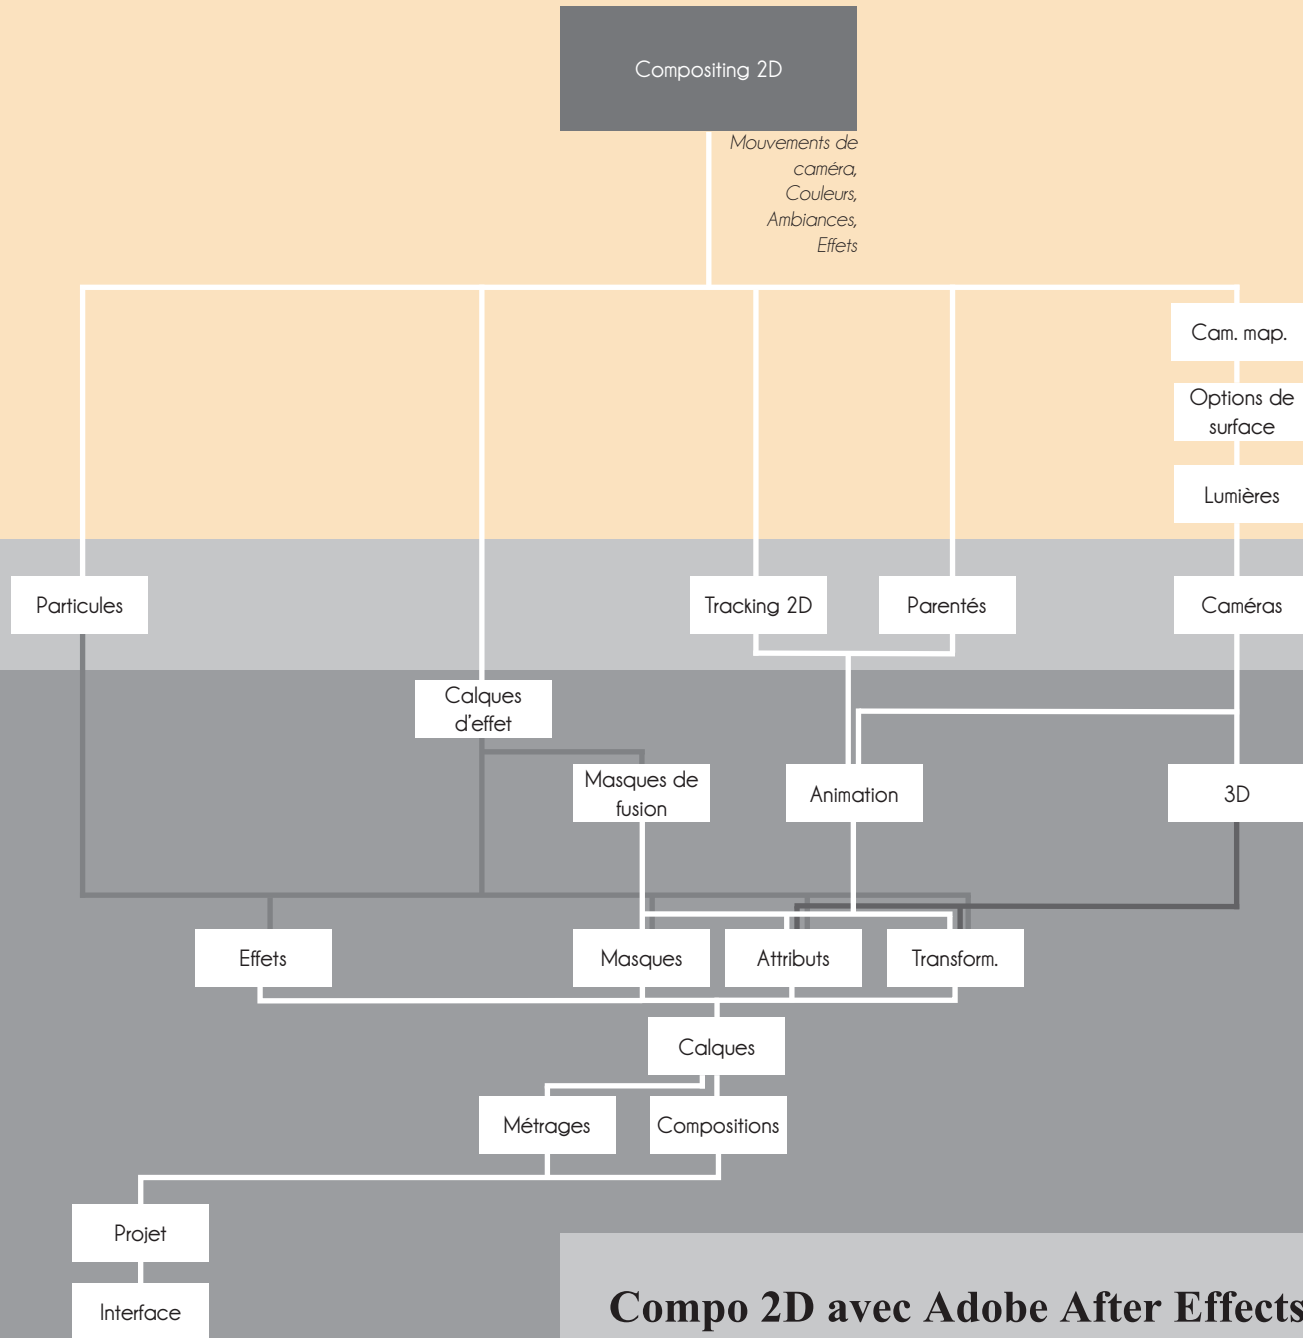 Compositing 2D
Mouvements de
caméra,
Couleurs,
Ambiances,
Effets
Cam. map.
Options de
surface
Lumières
Particules
Tracking 2D
Parentés
Caméras
Calques
d'effet
Masques de
fusion
Animation
3D
Effets
Masques
Attributs
Transform.
Calques
Métrages
Compositions
Projet
Interface
Compo 2D avec Adobe After Effects